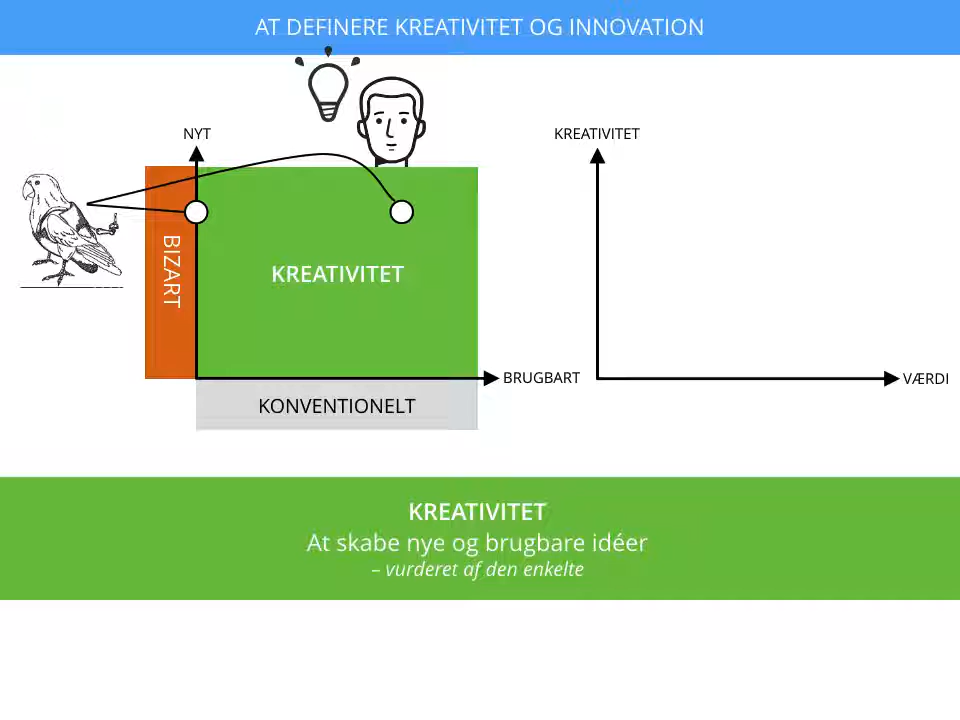 AT DEFINERE KREATIVITET OG INNOVATION
NYT
KREATIVITET
BIZART
KREATIVITET
BRUGBART
VÆRDI
KONVENTIONELT
KREATIVITET
At skabe nye og brugbare idéer
– vurderet af den enkelte